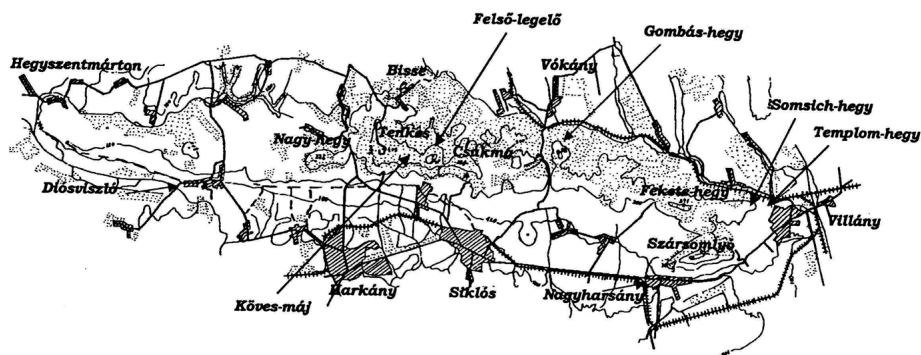 Felső-legelő
Gombás-hegy
Hegyszentmárton
Bisse
Vókány
Somsich-hegy
Templom-hegy
Nagy-hegy
Tenkes
Csukma
Diósviszló
Fekete-hegy
Villány
Szársomlyó
Köves-máj
Harkány
Siklós
Nagyharsány